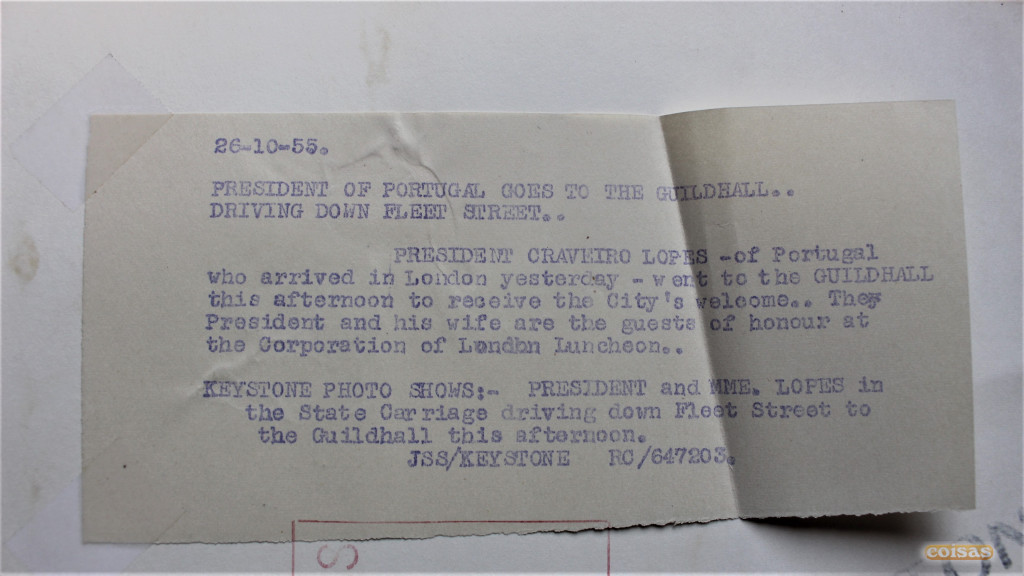 26-10-55.
PRESIDENT OF PORTUGAL GOES TO THE GUILDHALL..
DRIVING DOWN FLEET STREET..
PRESIDENT CRAVEIRO LOPES -of Portugal
who arrived in London yesterday - went to the GUILDHALL
this afternoon to receive the City's welcome.. The
President and his wife are the guests of honour at
the Corporation of London Luncheon..
KEYSTONE PHOTO SHOWS:- PRESIDENT and MME. LOPES in
the State Carriage driving down Fleet Street to
the Guildhall this afternoon.
JSS/KEYSTONE RC/647203.
S
coisas